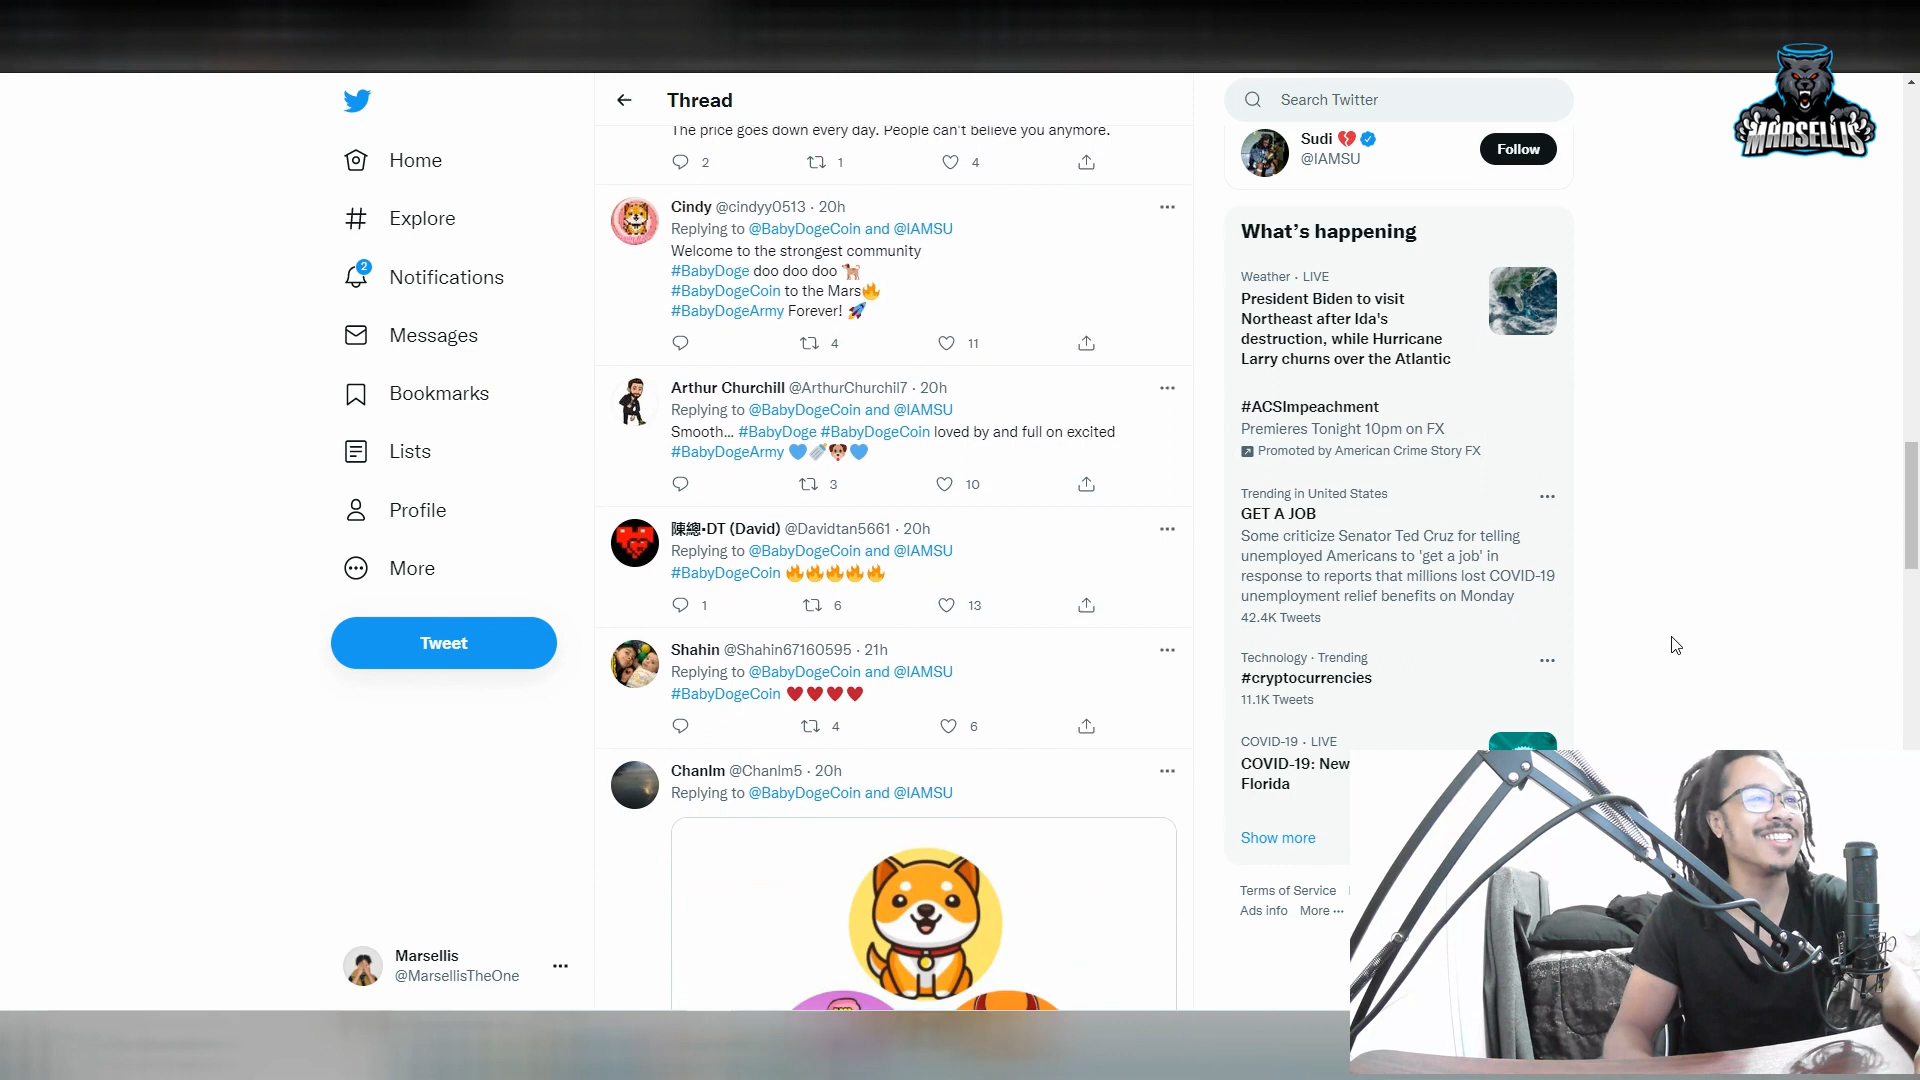 MARSELLIS
Home
Explore
2
Notifications
Messages
Bookmarks
Lists
Profile
More
Tweet
Marsellis
@MarsellisTheOne
Thread
The price goes down every day. People can't believe you anymore.
2 1 4
Cindy @cindyy0513 · 20h
Replying to @BabyDogeCoin and @IAMSU
Welcome to the strongest community
#BabyDoge doo doo doo 🐕
#BabyDogeCoin to the Mars🔥
#BabyDogeArmy Forever! 🚀
4 11
Arthur Churchill @ArthurChurchil7 · 20h
Replying to @BabyDogeCoin and @IAMSU
Smooth... #BabyDoge #BabyDogeCoin loved by and full on excited
#BabyDogeArmy 💙🍼🐶💙
3 10
陳總•DT (David) @Davidtan5661 · 20h
Replying to @BabyDogeCoin and @IAMSU
#BabyDogeCoin 🔥🔥🔥🔥🔥
1 6 13
Shahin @Shahin67160595 · 21h
Replying to @BabyDogeCoin and @IAMSU
#BabyDogeCoin ❤️❤️❤️❤️
4 6
Chanlm @Chanlm5 · 20h
Replying to @BabyDogeCoin and @IAMSU
Search Twitter
Sudi 💔
@IAMSU
Follow
What's happening
Weather · LIVE
President Biden to visit
Northeast after Ida's
destruction, while Hurricane
Larry churns over the Atlantic
#ACSImpeachment
Premieres Tonight 10pm on FX
Promoted by American Crime Story FX
Trending in United States
GET A JOB
Some criticize Senator Ted Cruz for telling
unemployed Americans to 'get a job' in
response to reports that millions lost COVID-19
unemployment relief benefits on Monday
42.4K Tweets
Technology · Trending
#cryptocurrencies
11.1K Tweets
COVID-19 · LIVE
COVID-19: New
Florida
Show more
Terms of Service
Ads info More ···